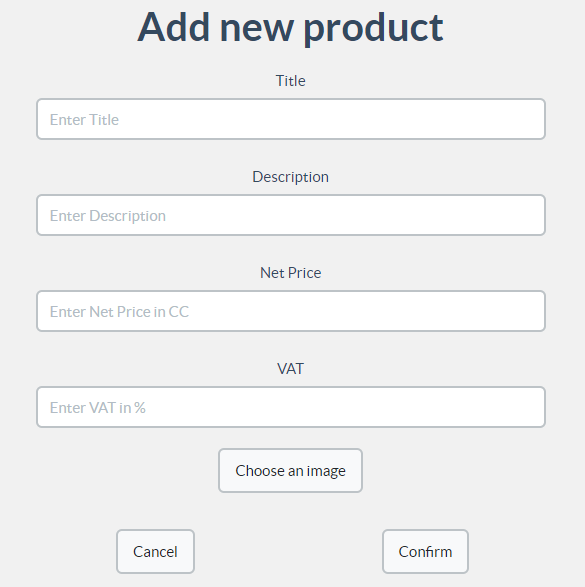 Add new product
Title
Enter Title
Description
Enter Description
Net Price
Enter Net Price in CC
VAT
Enter VAT in %
Choose an image
Cancel
Confirm